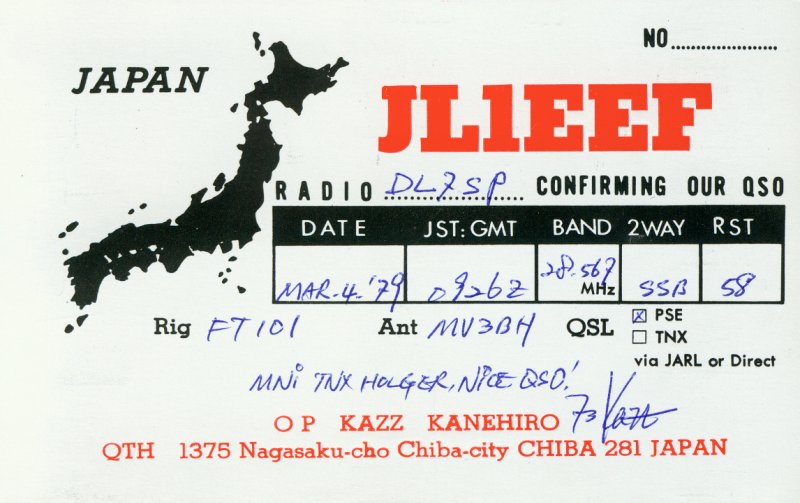 NO....................
JAPAN
JL1EEF
RADIO DL7SP CONFIRMING OUR QSO
DATE JST:GMT BAND 2WAY RST
MAR. 4. '79 0926Z 28.567 MHz SSB 58
Rig FT101 Ant MV3BH QSL ☒ PSE
☐ TNX
via JARL or Direct
MNi TNX HOLGER, NiCE QSO!
OP KAZZ KANEHIRO 73 Kazz
QTH 1375 Nagasaku-cho Chiba-city CHIBA 281 JAPAN